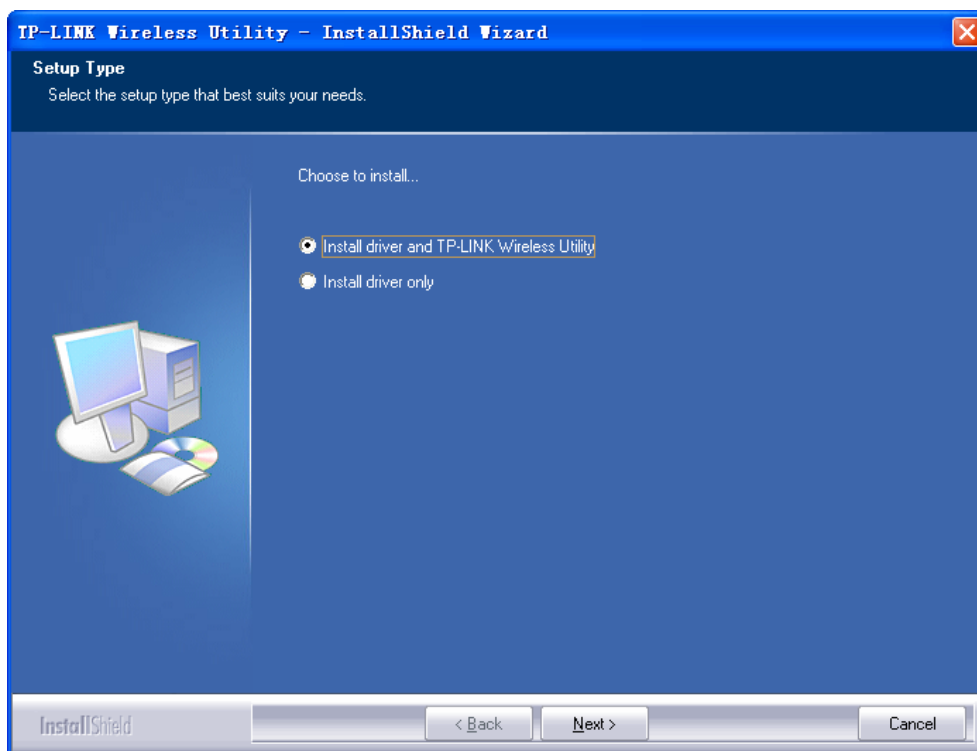 TP-LINK Wireless Utility - InstallShield Wizard
Setup Type
Select the setup type that best suits your needs.
Choose to install...
Install driver and TP-LINK Wireless Utility
Install driver only
InstallShield
< Back
Next >
Cancel